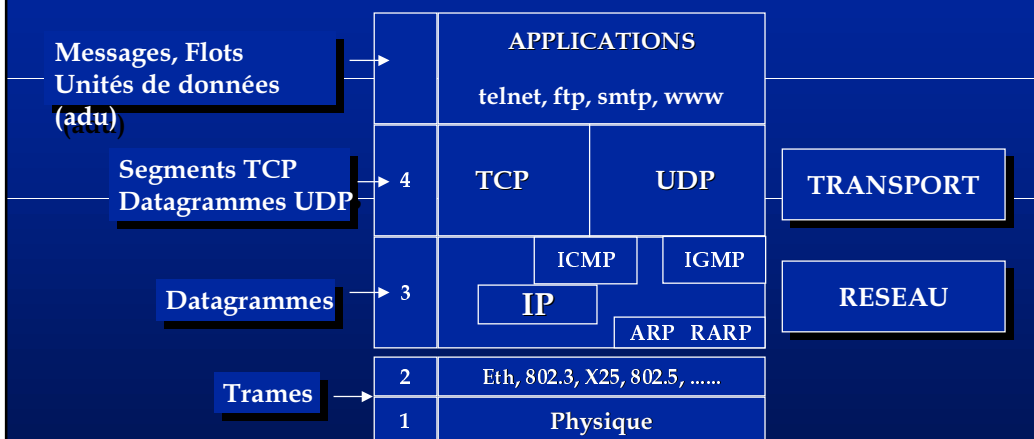 APPLICATIONS
Messages, Flots
Unités de données
(adu)
telnet, ftp, smtp, www
Segments TCP
Datagrammes UDP
4
TCP
UDP
TRANSPORT
ICMP
IGMP
Datagrammes
3
IP
RESEAU
ARP RARP
Trames
2
Eth, 802.3, X25, 802.5, ......
1
Physique